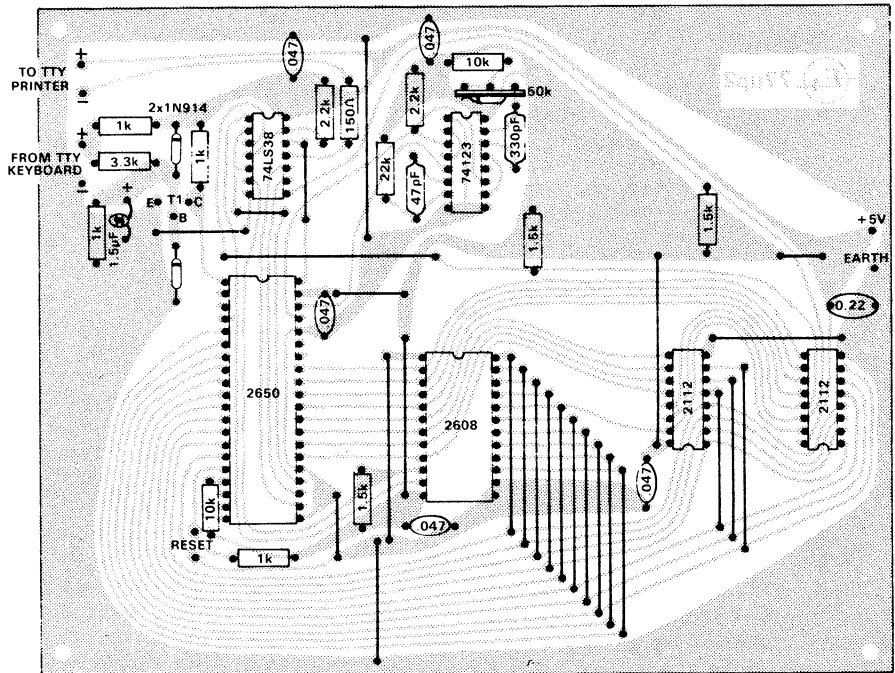 +
TO TTY
PRINTER
–
+
FROM TTY
KEYBOARD
–
1k
3.3k
2x1N914
1k
.047
2.2k
150Ω
74LS38
.047
10k
50k
2.2k
330pF
22k
47pF
74123
E
T1
C
B
1k
+
1.5μF
1.5k
1.5k
+5V
EARTH
0.22
.047
2650
2608
2112
2112
10k
RESET
1k
1.5k
.047
.047